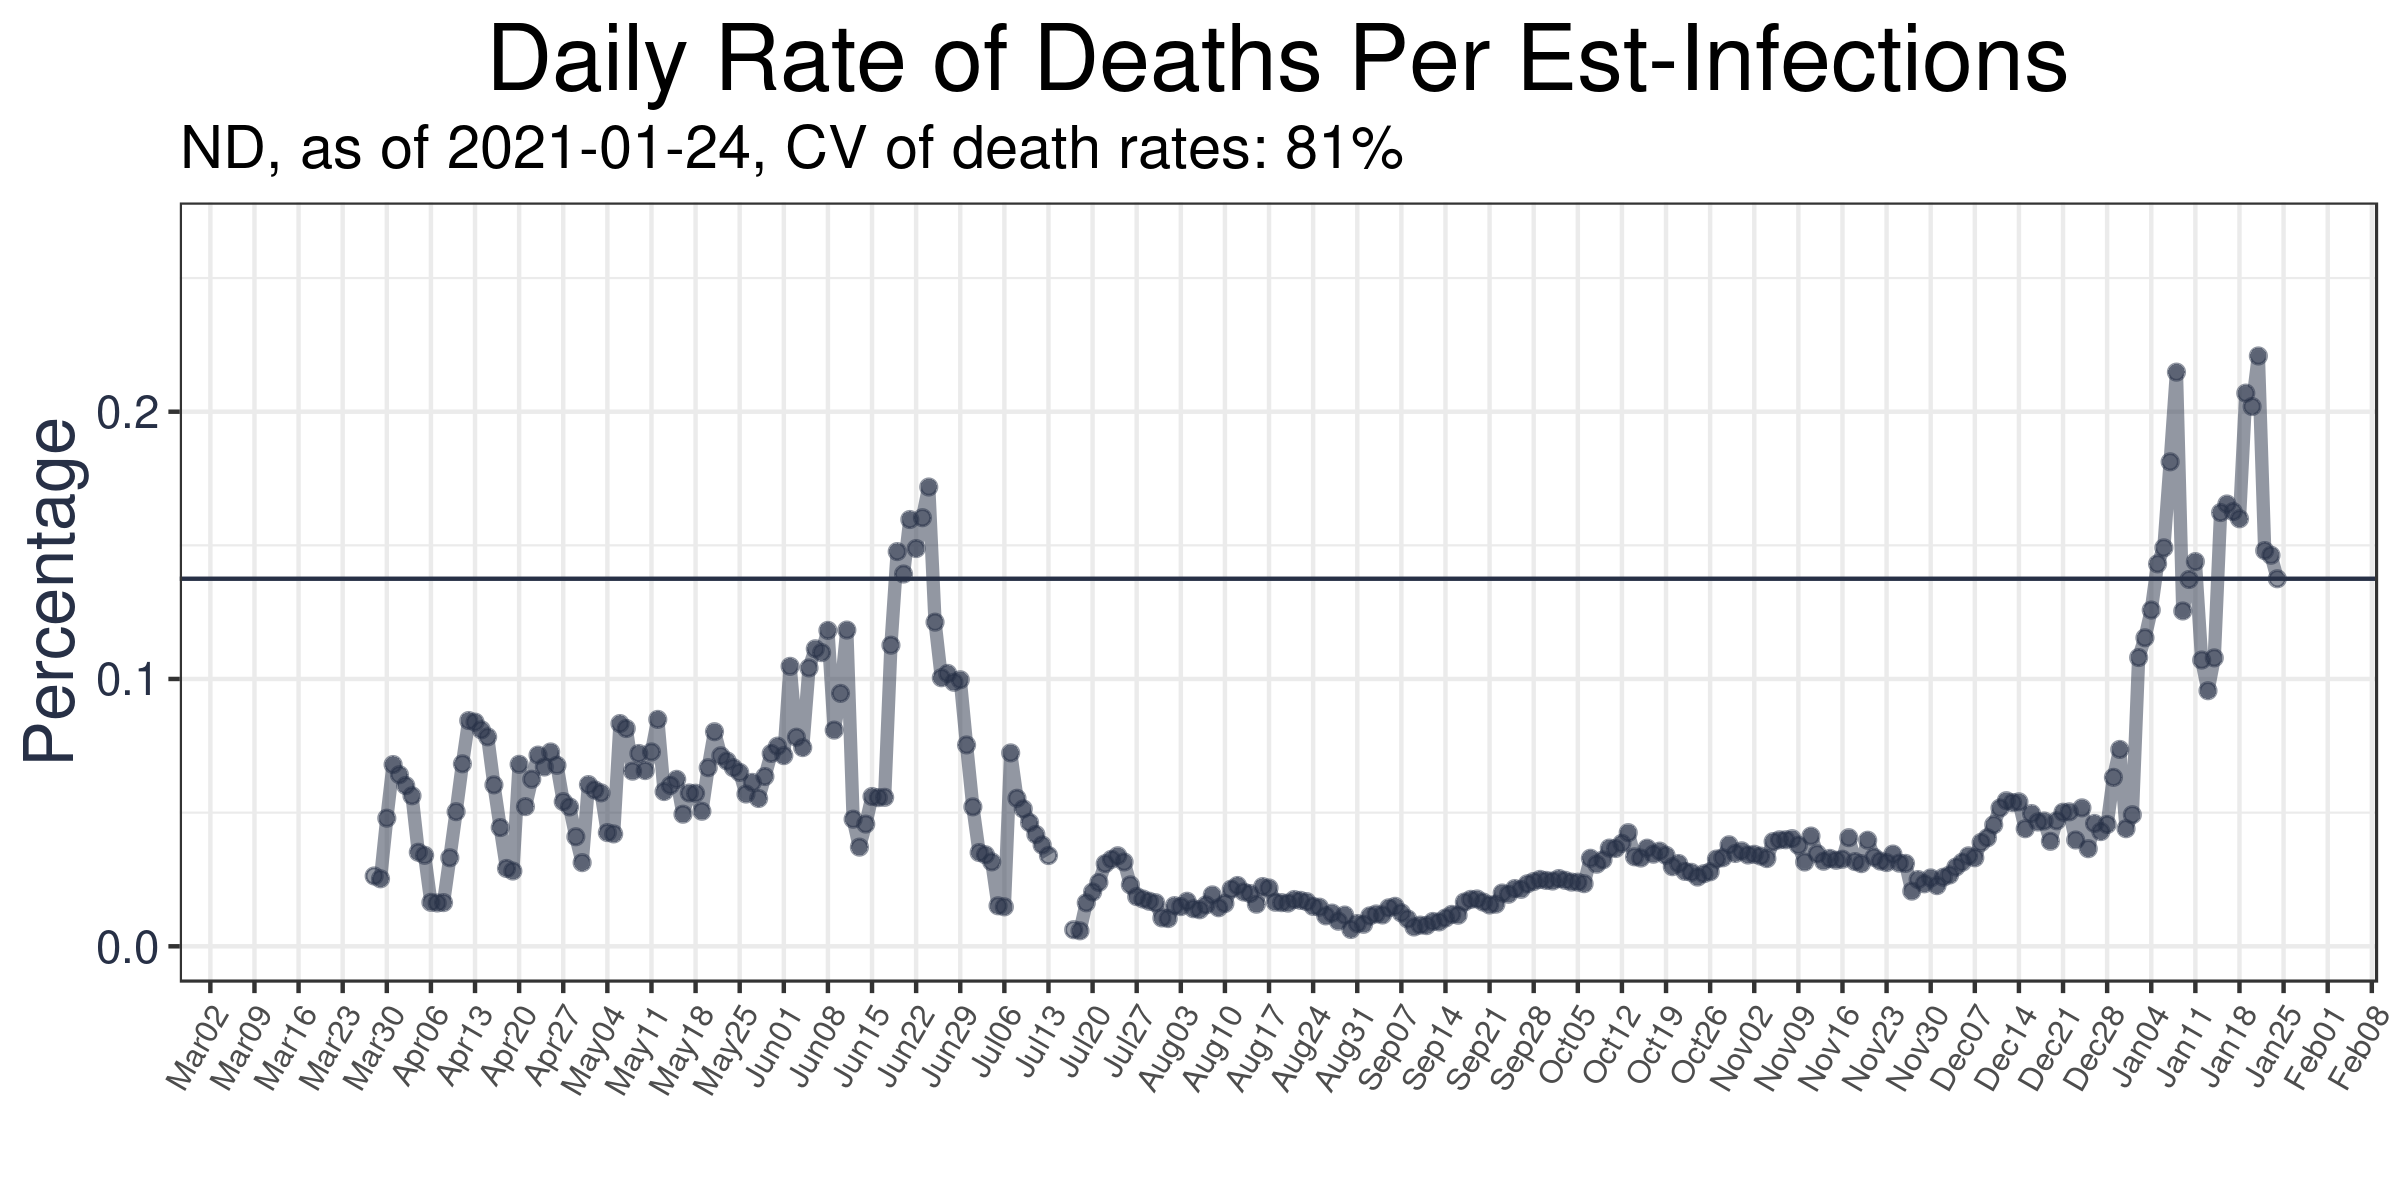 Daily Rate of Deaths Per Est-Infections
ND, as of 2021-01-24, CV of death rates: 81%
Percentage
0.2
0.1
0.0
Mar02 Mar09 Mar16 Mar23 Mar30 Apr06 Apr13 Apr20 Apr27 May04 May11 May18 May25 Jun01 Jun08 Jun15 Jun22 Jun29 Jul06 Jul13 Jul20 Jul27 Aug03 Aug10 Aug17 Aug24 Aug31 Sep07 Sep14 Sep21 Sep28 Oct05 Oct12 Oct19 Oct26 Nov02 Nov09 Nov16 Nov23 Nov30 Dec07 Dec14 Dec21 Dec28 Jan04 Jan11 Jan18 Jan25 Feb01 Feb08